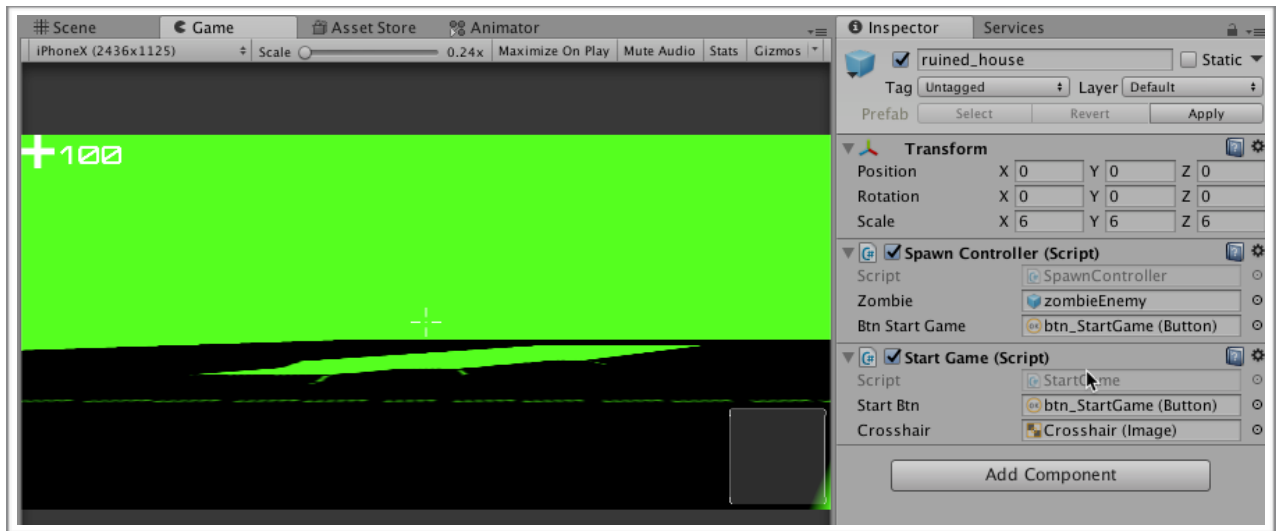 Scene Game Asset Store Animator
iPhoneX (2436x1125) Scale 0.24x Maximize On Play Mute Audio Stats Gizmos
100
Inspector Services
ruined_house Static
Tag Untagged Layer Default
Prefab Select Revert Apply
Transform
Position X 0 Y 0 Z 0
Rotation X 0 Y 0 Z 0
Scale X 6 Y 6 Z 6
Spawn Controller (Script)
Script SpawnController
Zombie zombieEnemy
Btn Start Game btn_StartGame (Button)
Start Game (Script)
Script
Start Btn btn_StartGame (Button)
Crosshair Crosshair (Image)
Add Component